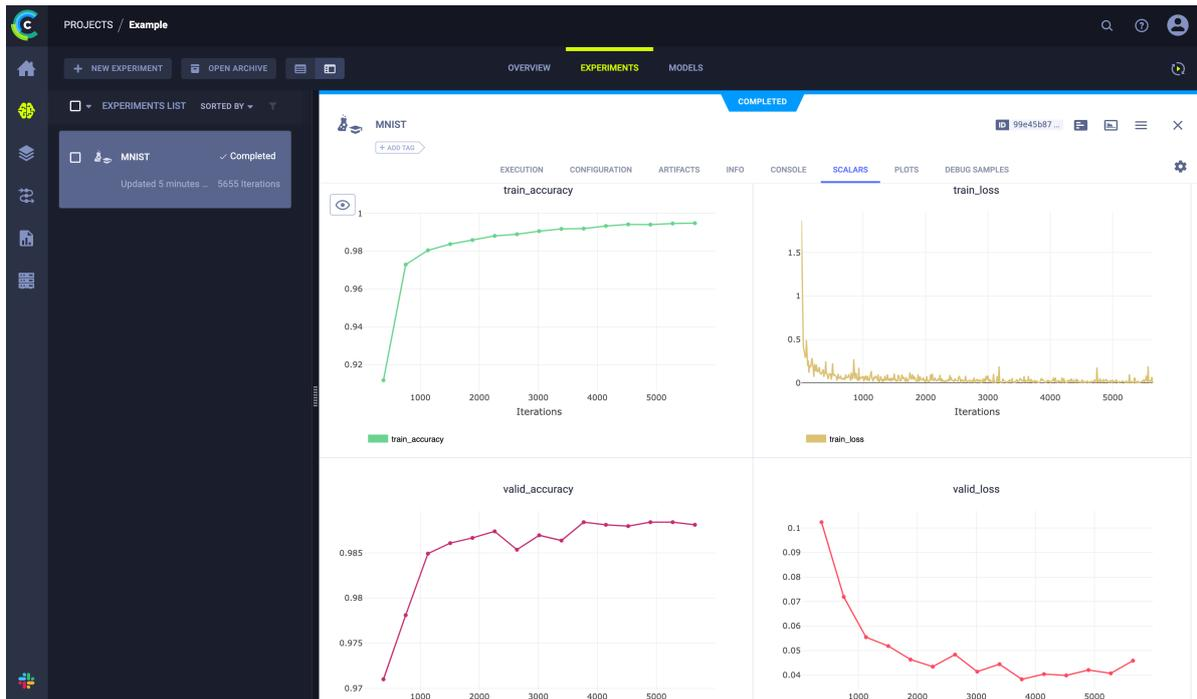 PROJECTS / Example
+ NEW EXPERIMENT
OPEN ARCHIVE
OVERVIEW
EXPERIMENTS
MODELS
EXPERIMENTS LIST
SORTED BY
MNIST
Completed
Updated 5 minutes ...
5655 Iterations
COMPLETED
MNIST
+ ADD TAG
ID 99e45b87 ...
EXECUTION
CONFIGURATION
ARTIFACTS
INFO
CONSOLE
SCALARS
PLOTS
DEBUG SAMPLES
train_accuracy
1
0.98
0.96
0.94
0.92
1000 2000 3000 4000 5000
Iterations
train_accuracy
train_loss
1.5
1
0.5
0
1000 2000 3000 4000 5000
Iterations
train_loss
valid_accuracy
0.985
0.98
0.975
0.97
1000 2000 3000 4000 5000
valid_loss
0.1
0.09
0.08
0.07
0.06
0.05
0.04
1000 2000 3000 4000 5000